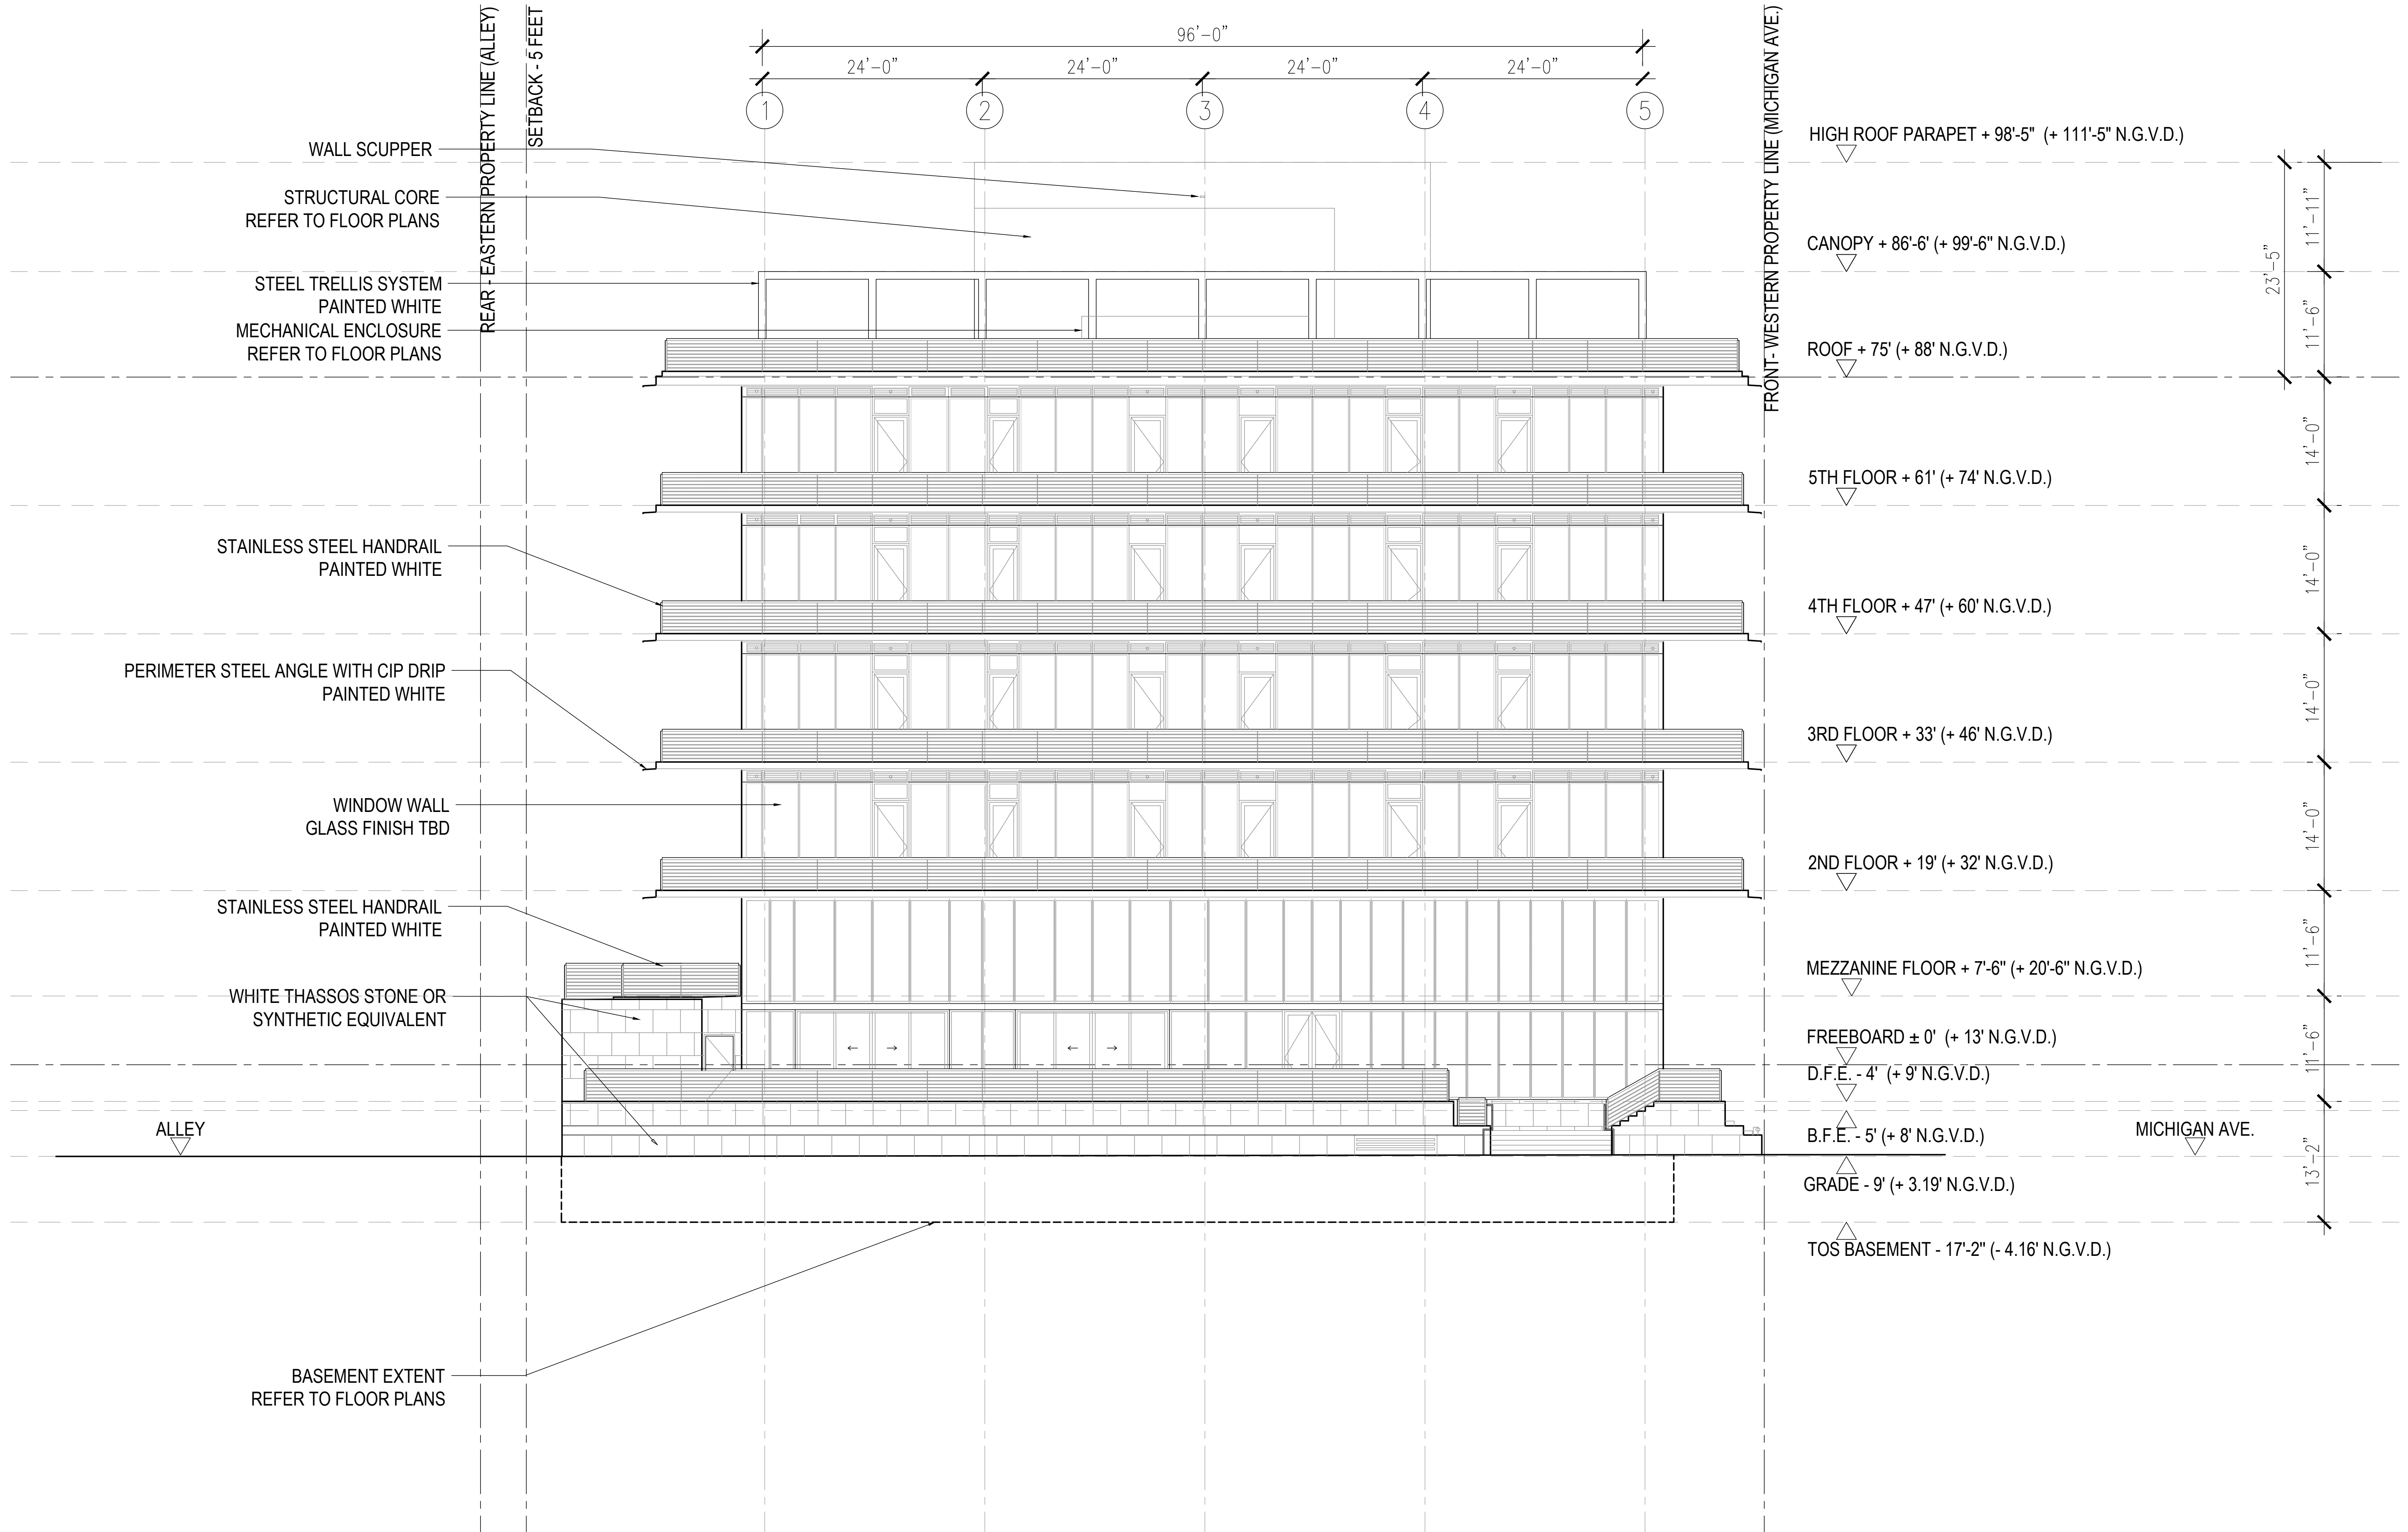 96'-0"
24'-0"
24'-0"
24'-0"
24'-0"
1
2
3
4
5
REAR - EASTERN PROPERTY LINE (ALLEY)
SETBACK - 5 FEET
FRONT- WESTERN PROPERTY LINE (MICHIGAN AVE.)
WALL SCUPPER
STRUCTURAL CORE
REFER TO FLOOR PLANS
STEEL TRELLIS SYSTEM
PAINTED WHITE
MECHANICAL ENCLOSURE
REFER TO FLOOR PLANS
STAINLESS STEEL HANDRAIL
PAINTED WHITE
PERIMETER STEEL ANGLE WITH CIP DRIP
PAINTED WHITE
WINDOW WALL
GLASS FINISH TBD
STAINLESS STEEL HANDRAIL
PAINTED WHITE
WHITE THASSOS STONE OR
SYNTHETIC EQUIVALENT
ALLEY
BASEMENT EXTENT
REFER TO FLOOR PLANS
HIGH ROOF PARAPET + 98'-5" (+ 111'-5" N.G.V.D.)
CANOPY + 86'-6' (+ 99'-6" N.G.V.D.)
ROOF + 75' (+ 88' N.G.V.D.)
5TH FLOOR + 61' (+ 74' N.G.V.D.)
4TH FLOOR + 47' (+ 60' N.G.V.D.)
3RD FLOOR + 33' (+ 46' N.G.V.D.)
2ND FLOOR + 19' (+ 32' N.G.V.D.)
MEZZANINE FLOOR + 7'-6" (+ 20'-6" N.G.V.D.)
FREEBOARD ± 0' (+ 13' N.G.V.D.)
D.F.E. - 4' (+ 9' N.G.V.D.)
B.F.E. - 5' (+ 8' N.G.V.D.)
MICHIGAN AVE.
GRADE - 9' (+ 3.19' N.G.V.D.)
TOS BASEMENT - 17'-2" (- 4.16' N.G.V.D.)
23'-5"
11'-11"
11'-6"
14'-0"
14'-0"
14'-0"
14'-0"
11'-6"
11'-6"
13'-2"